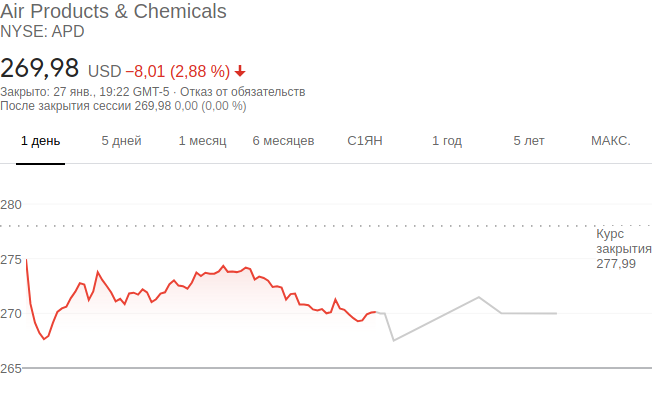 Air Products & Chemicals
NYSE: APD
269,98 USD −8,01 (2,88 %)
Закрыто: 27 янв., 19:22 GMT-5 · Отказ от обязательств
После закрытия сессии 269,98 0,00 (0,00 %)
1 день 5 дней 1 месяц 6 месяцев С1ЯН 1 год 5 лет МАКС.
280
Курс
закрытия
277,99
275
270
265